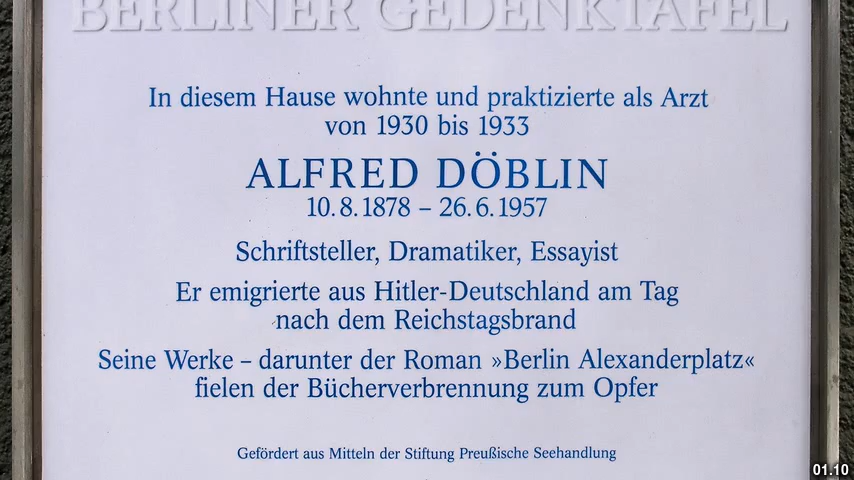 BERLINER GEDENKTAFEL
In diesem Hause wohnte und praktizierte als Arzt
von 1930 bis 1933
ALFRED DÖBLIN
10. 8. 1878 – 26. 6. 1957
Schriftsteller, Dramatiker, Essayist
Er emigrierte aus Hitler-Deutschland am Tag
nach dem Reichstagsbrand
Seine Werke – darunter der Roman »Berlin Alexanderplatz«
fielen der Bücherverbrennung zum Opfer
Gefördert aus Mitteln der Stiftung Preußische Seehandlung
01.10